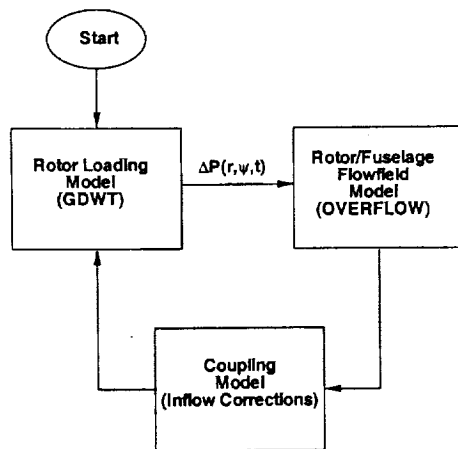 Start
Rotor Loading
Model
(GDWT)
ΔP(r,ψ,t)
Rotor/Fuselage
Flowfield
Model
(OVERFLOW)
Coupling
Model
(Inflow Corrections)